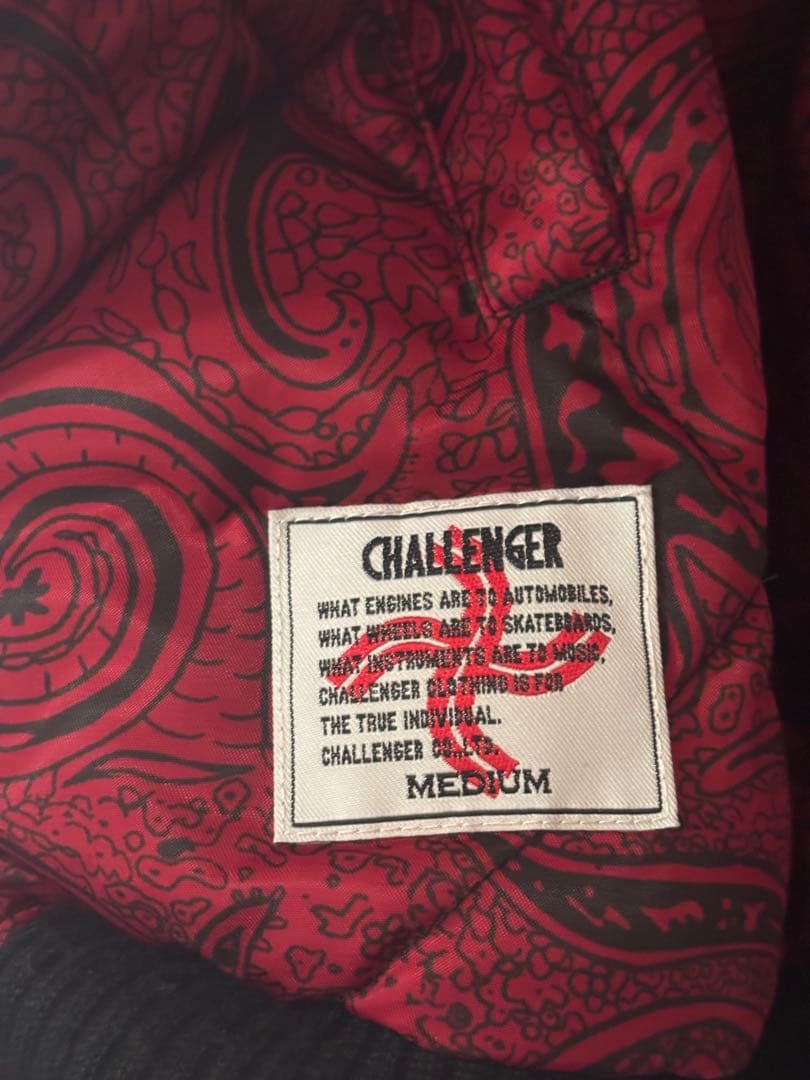 CHALLENGER
WHAT ENGINES ARE TO AUTOMOBILES,
WHAT WHEELS ARE TO SKATEBOARDS,
WHAT INSTRUMENTS ARE TO MUSIC,
CHALLENGER CLOTHING IS FOR
THE TRUE INDIVIDUAL.
CHALLENGER CO.,LTD.
MEDIUM